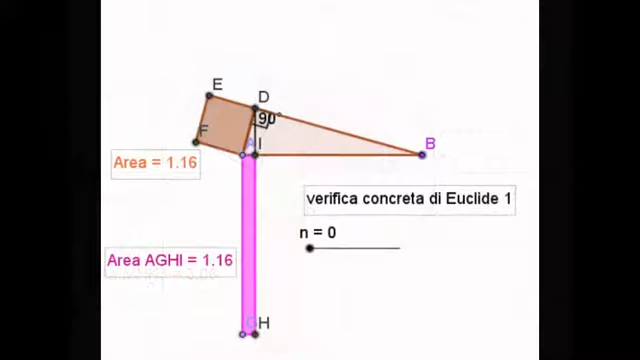 E
D
90°
F
A I
B
Area = 1.16
verifica concreta di Euclide 1
n = 0
Area AGHI = 1.16
G H